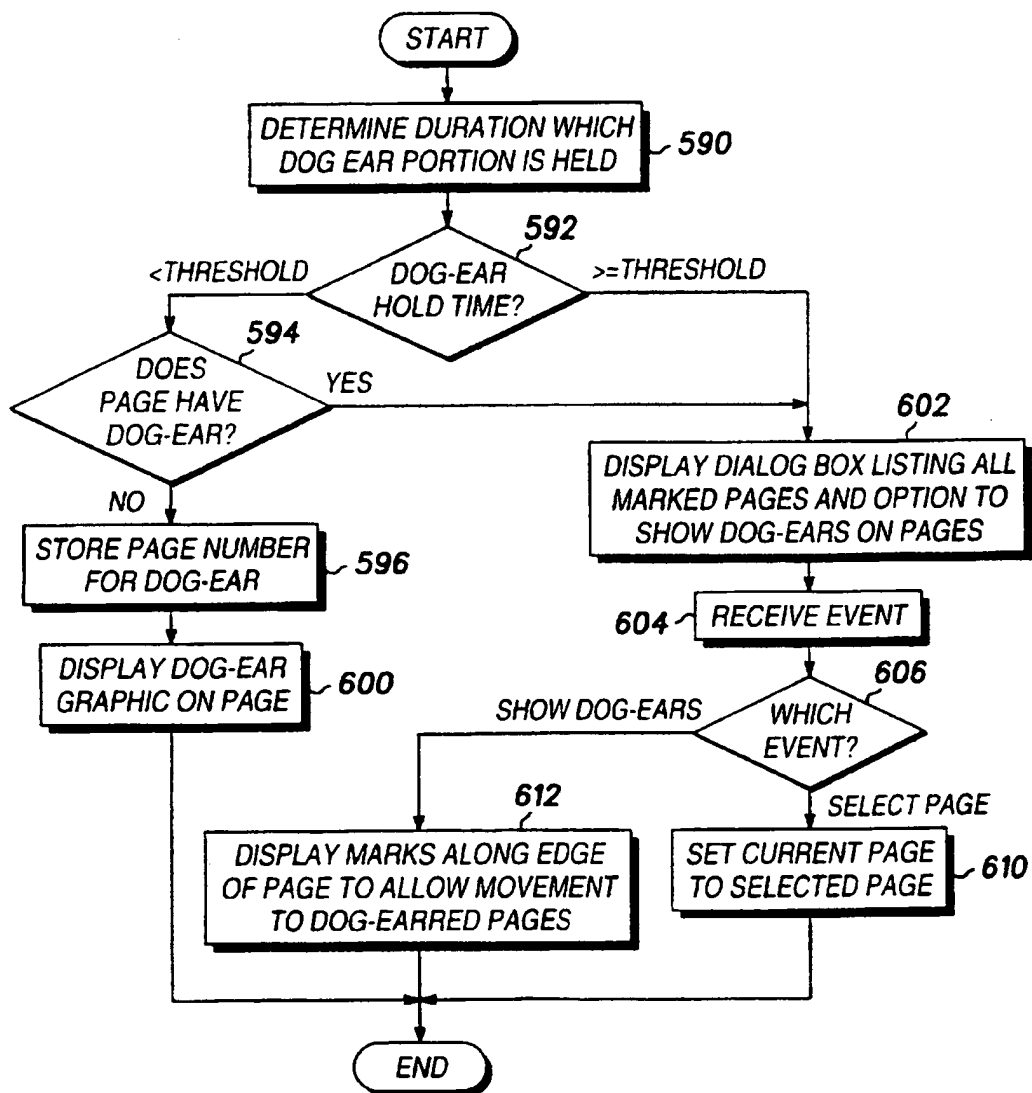 START
DETERMINE DURATION WHICH
DOG EAR PORTION IS HELD
590
592
<THRESHOLD
DOG-EAR
HOLD TIME?
>=THRESHOLD
594
DOES
PAGE HAVE
DOG-EAR?
YES
NO
602
DISPLAY DIALOG BOX LISTING ALL
MARKED PAGES AND OPTION TO
SHOW DOG-EARS ON PAGES
STORE PAGE NUMBER
FOR DOG-EAR
596
604
RECEIVE EVENT
DISPLAY DOG-EAR
GRAPHIC ON PAGE
600
606
SHOW DOG-EARS
WHICH
EVENT?
SELECT PAGE
612
DISPLAY MARKS ALONG EDGE
OF PAGE TO ALLOW MOVEMENT
TO DOG-EARRED PAGES
SET CURRENT PAGE
TO SELECTED PAGE
610
END